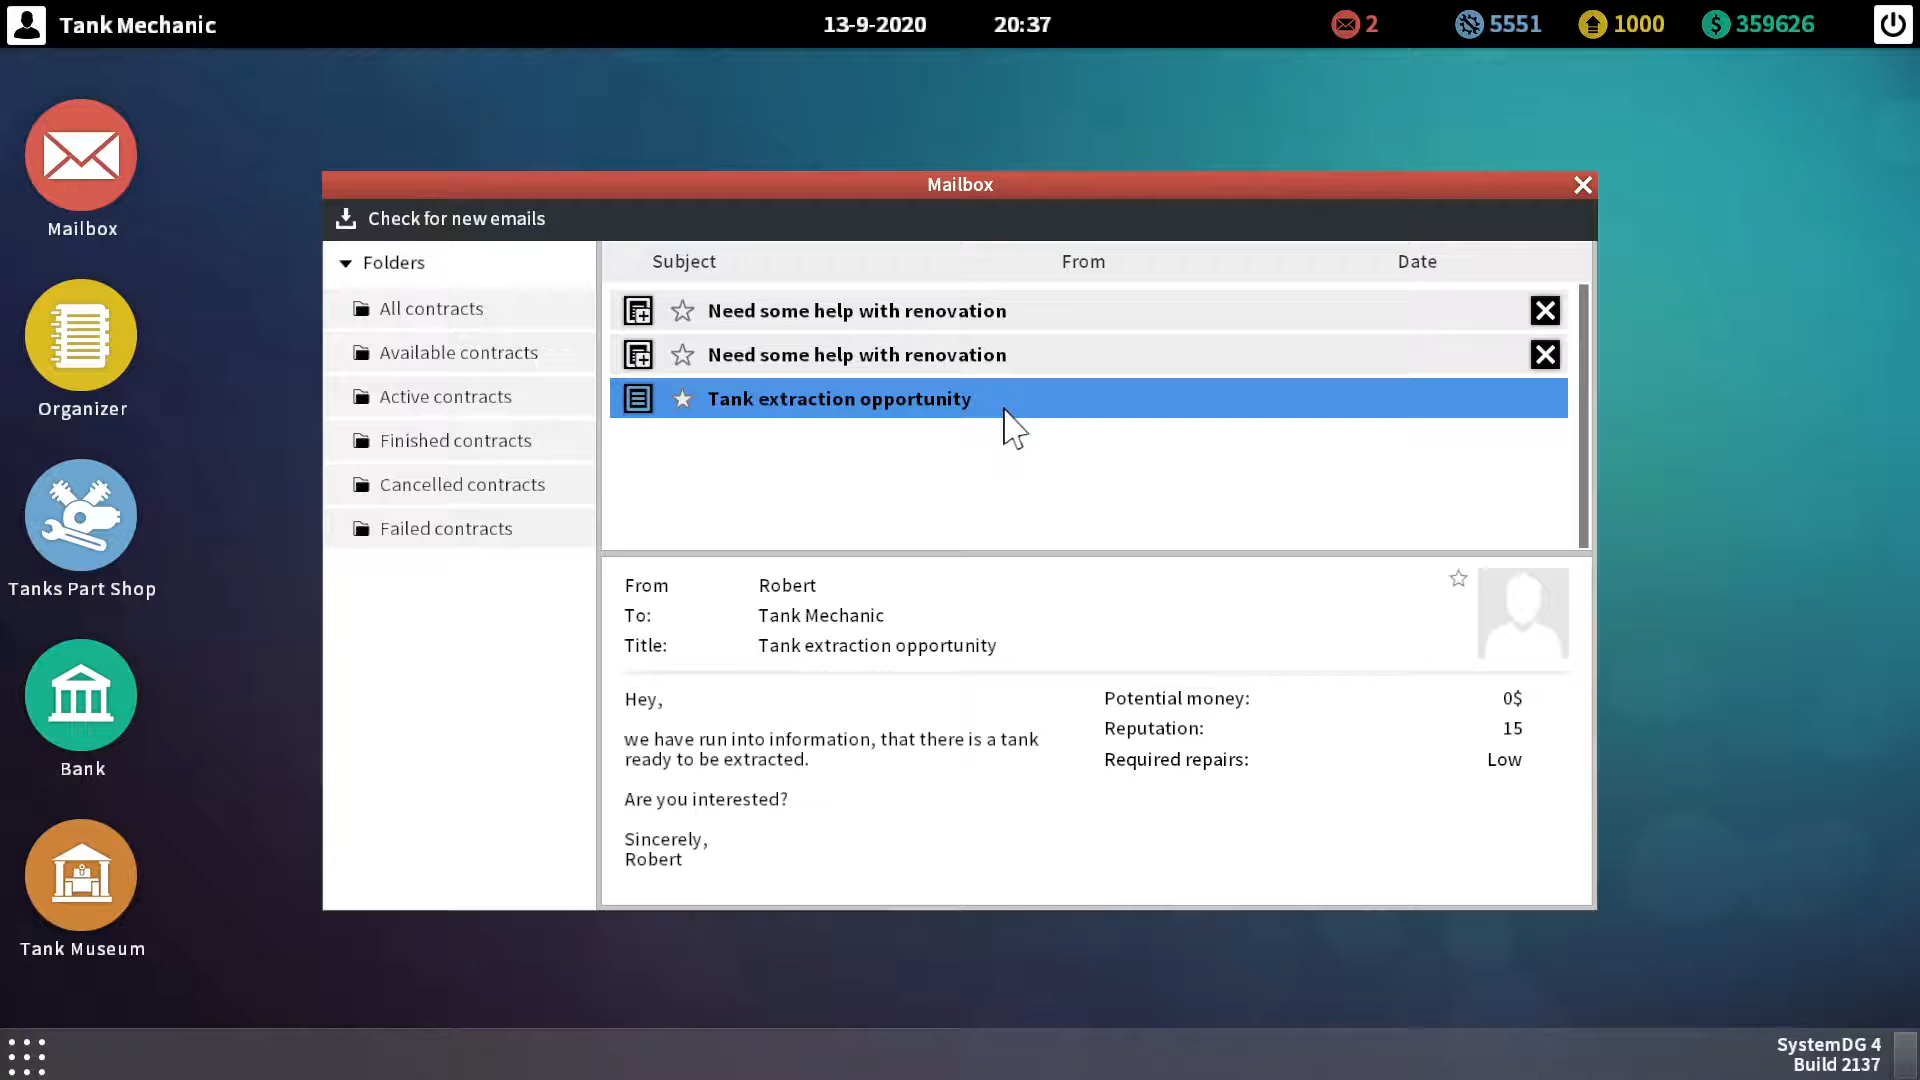 Tank Mechanic
13-9-2020
20:37
2
5551
1000
359626
Mailbox
Organizer
Tanks Part Shop
Bank
Tank Museum
Mailbox
Check for new emails
Folders
All contracts
Available contracts
Active contracts
Finished contracts
Cancelled contracts
Failed contracts
Subject From Date
Need some help with renovation
Need some help with renovation
Tank extraction opportunity
From Robert
To: Tank Mechanic
Title: Tank extraction opportunity
Hey,
we have run into information, that there is a tank
ready to be extracted.
Are you interested?
Sincerely,
Robert
Potential money: 0$
Reputation: 15
Required repairs: Low
SystemDG 4
Build 2137